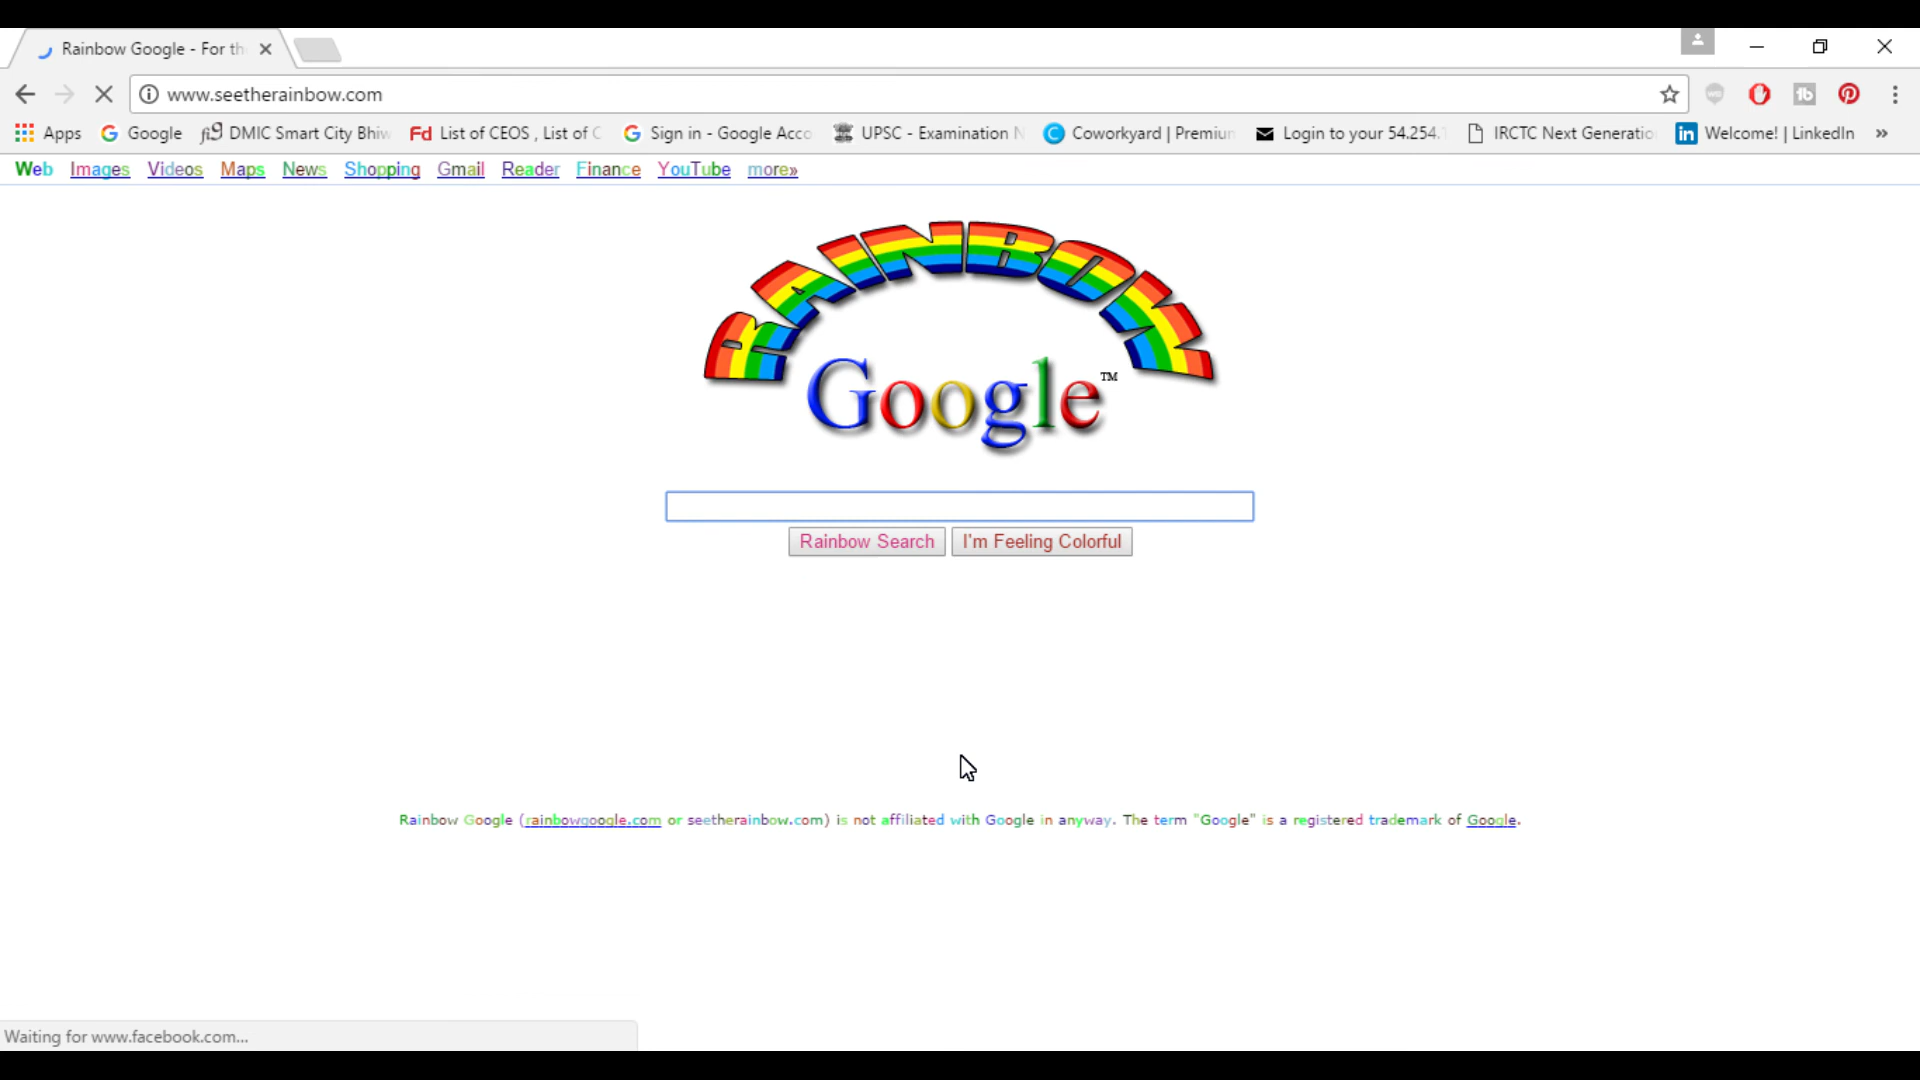 Rainbow Google - For th
www.seetherainbow.com
Apps Google DMIC Smart City Bhiw Fd List of CEOS , List of C Sign in - Google Acco UPSC - Examination N Coworkyard | Premium Login to your 54.254. IRCTC Next Generatio in Welcome! | LinkedIn »
Web Images Videos Maps News Shopping Gmail Reader Finance YouTube more»
RAINBOW
Google™
Rainbow Search I'm Feeling Colorful
Rainbow Google (rainbowgoogle.com or seetherainbow.com) is not affiliated with Google in anyway. The term "Google" is a registered trademark of Google.
Waiting for www.facebook.com...